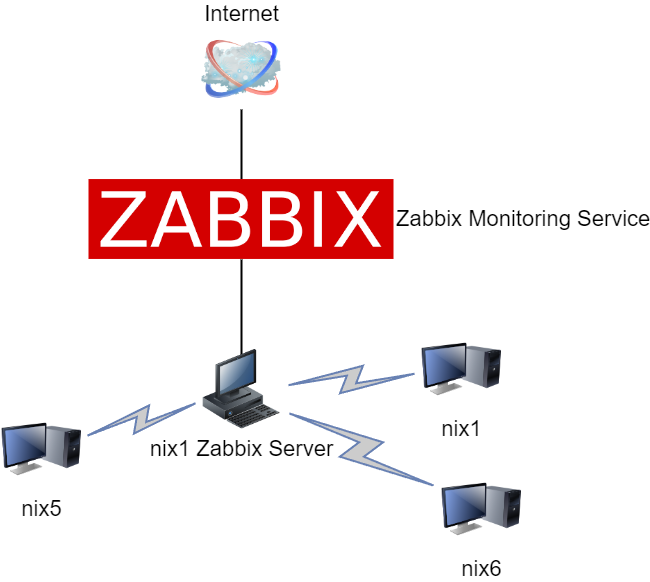 Internet
ZABBIX
Zabbix Monitoring Service
nix1
nix1 Zabbix Server
nix5
nix6